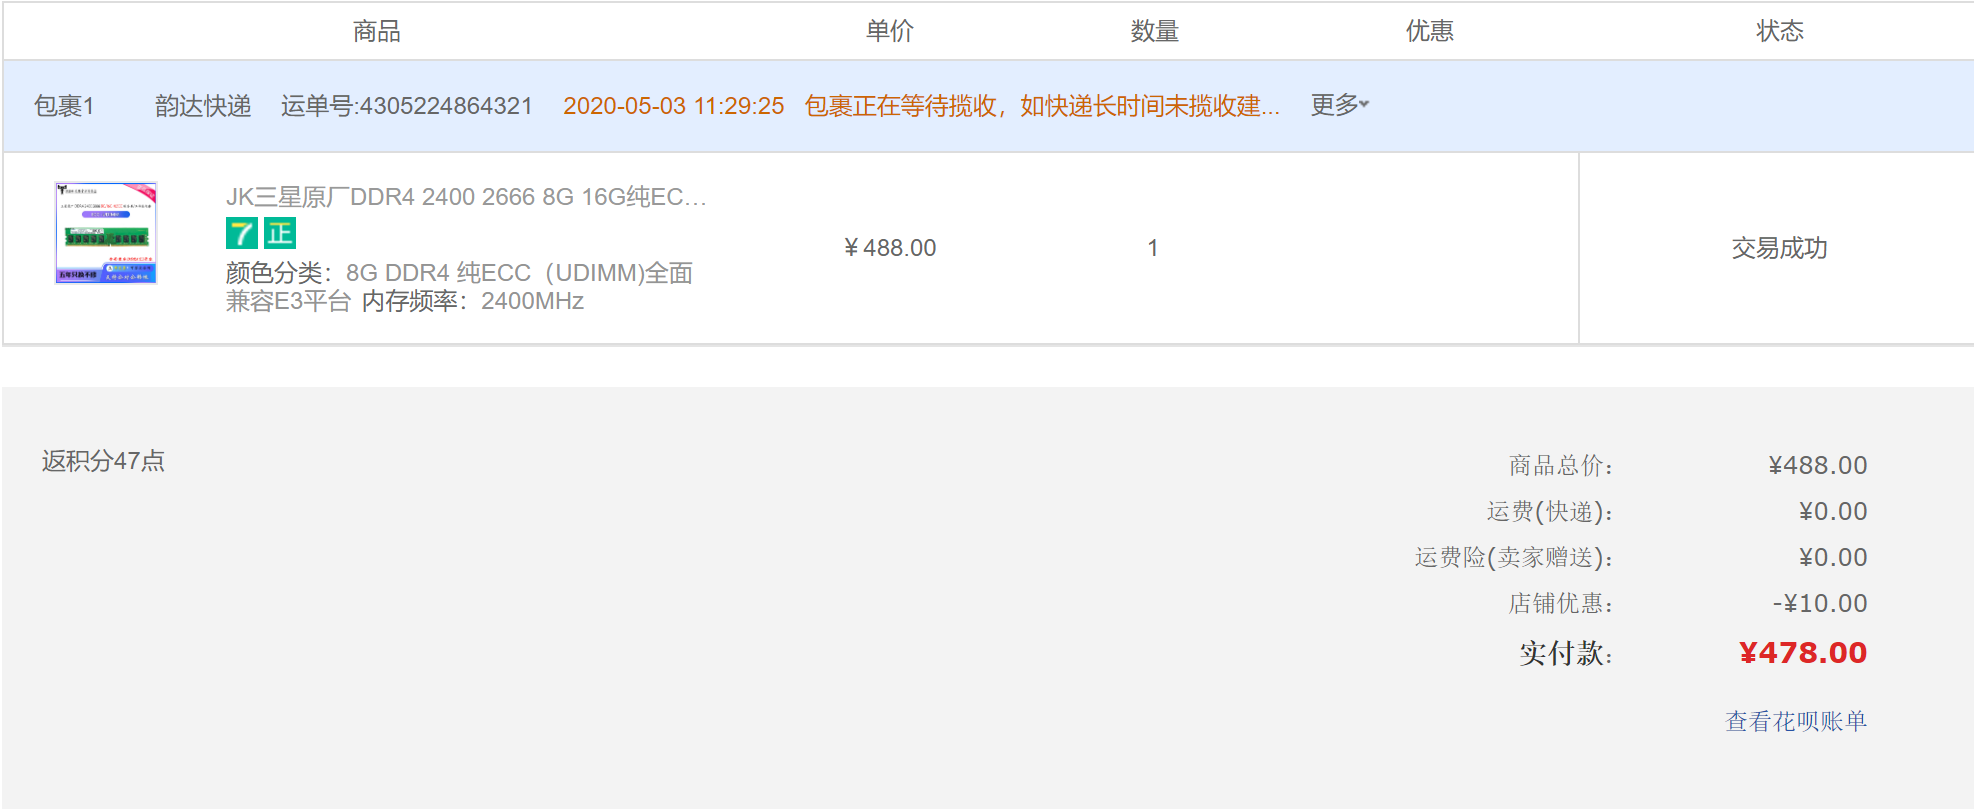 商品 单价 数量 优惠 状态
包裹1 韵达快递 运单号:4305224864321 2020-05-03 11:29:25 包裹正在等待揽收，如快递长时间未揽收建... 更多
JK三星原厂DDR4 2400 2666 8G 16G纯EC...
7 正
颜色分类：8G DDR4 纯ECC（UDIMM)全面
兼容E3平台 内存频率：2400MHz
¥488.00 1 交易成功
五年只换不修
返积分47点
商品总价： ¥488.00
运费(快递)： ¥0.00
运费险(卖家赠送)： ¥0.00
店铺优惠： -¥10.00
实付款： ¥478.00
查看花呗账单